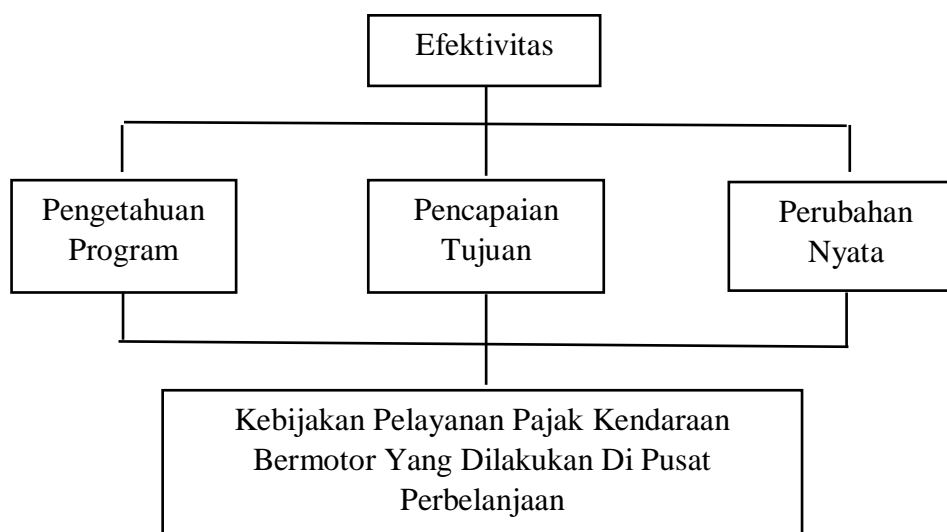 Efektivitas
Pengetahuan
Program
Pencapaian
Tujuan
Perubahan
Nyata
Kebijakan Pelayanan Pajak Kendaraan
Bermotor Yang Dilakukan Di Pusat
Perbelanjaan